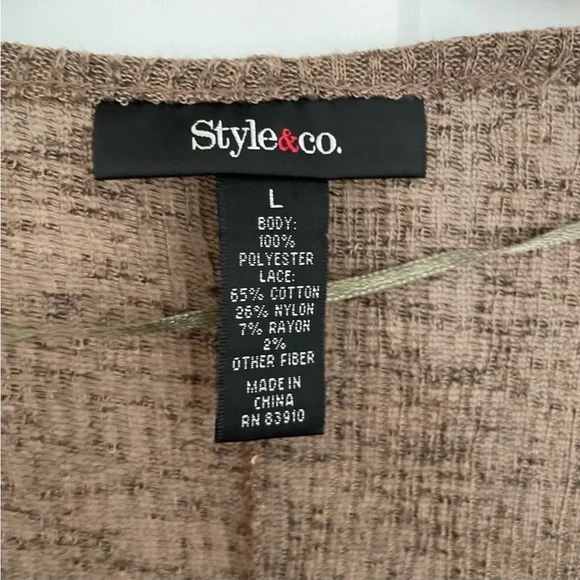 Style&co.
L
BODY:
100%
POLYESTER
LACE:
65% COTTON
26% NYLON
7% RAYON
2%
OTHER FIBER
MADE IN
CHINA
RN 83910